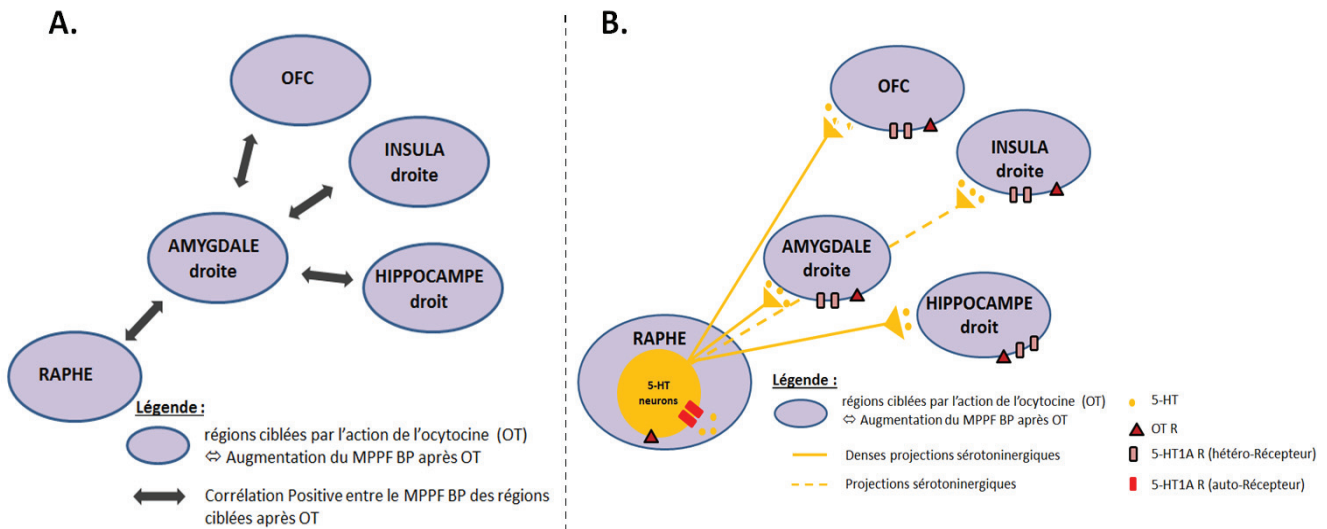 A.
OFC
INSULA
droite
AMYGDALE
droite
HIPPOCAMPE
droit
RAPHE
Légende :
régions ciblées par l'action de l'ocytocine (OT)
⇔ Augmentation du MPPF BP après OT
Corrélation Positive entre le MPPF BP des régions
ciblées après OT
B.
OFC
INSULA
droite
AMYGDALE
droite
HIPPOCAMPE
droit
RAPHE
5-HT
neurons
Légende :
régions ciblées par l'action de l'ocytocine (OT)
⇔ Augmentation du MPPF BP après OT
Denses projections sérotoninergiques
Projections sérotoninergiques
5-HT
OT R
5-HT1A R (hétéro-Récepteur)
5-HT1A R (auto-Récepteur)